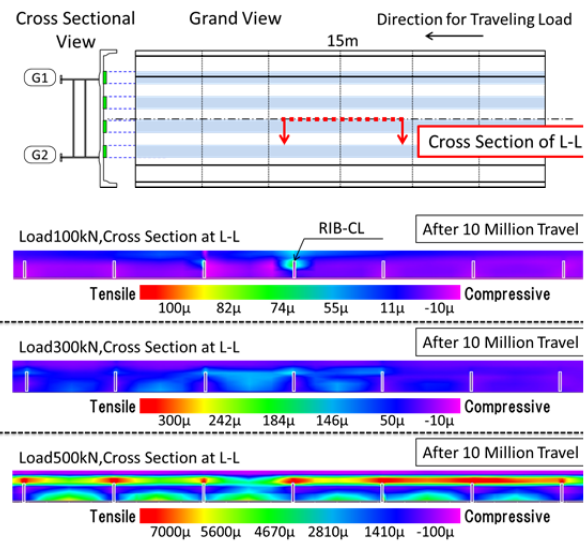 Cross Sectional View
Grand View
Direction for Traveling Load
15m
G1
G2
Cross Section of L-L
Load100kN,Cross Section at L-L
RIB-CL
After 10 Million Travel
Tensile
Compressive
100μ 82μ 74μ 55μ 11μ -10μ
Load300kN,Cross Section at L-L
After 10 Million Travel
Tensile
Compressive
300μ 242μ 184μ 146μ 50μ -10μ
Load500kN,Cross Section at L-L
After 10 Million Travel
Tensile
Compressive
7000μ 5600μ 4670μ 2810μ 1410μ -100μ